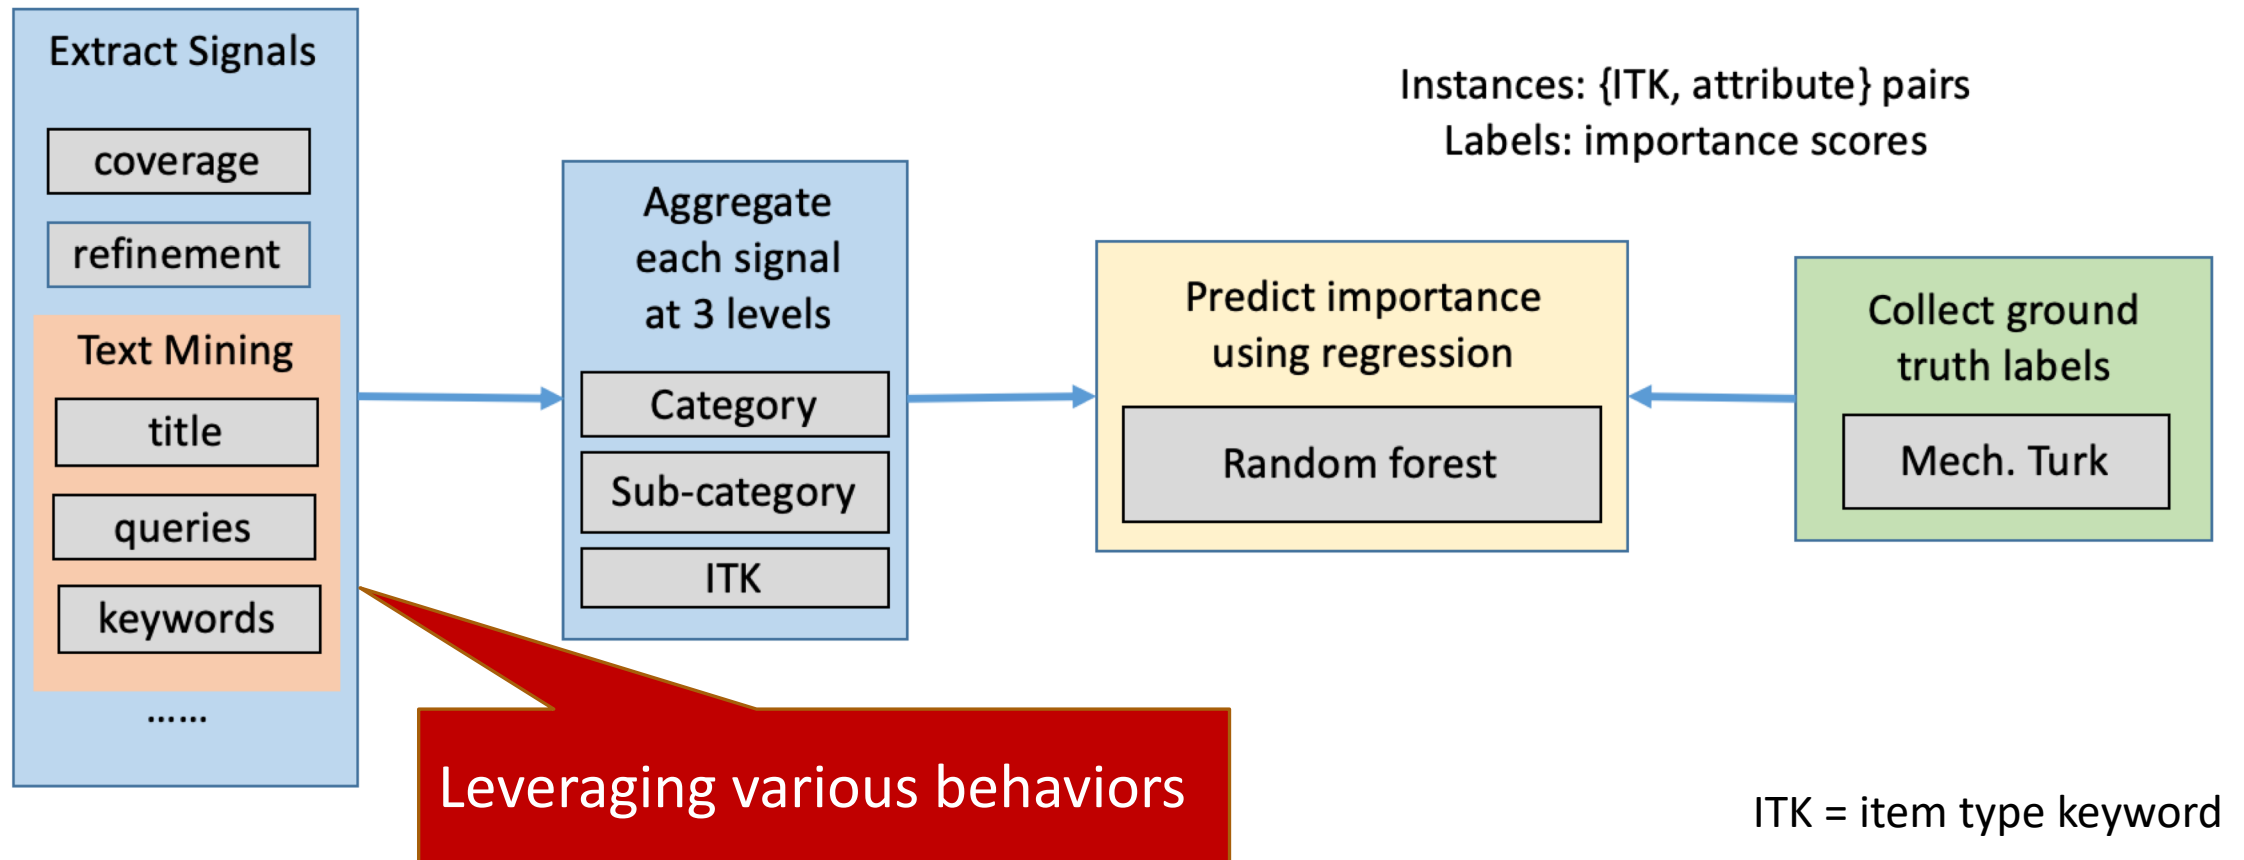 Extract Signals
coverage
refinement
Text Mining
title
queries
keywords
......
Aggregate
each signal
at 3 levels
Category
Sub-category
ITK
Instances: {ITK, attribute} pairs
Labels: importance scores
Predict importance
using regression
Random forest
Collect ground
truth labels
Mech. Turk
Leveraging various behaviors
ITK = item type keyword